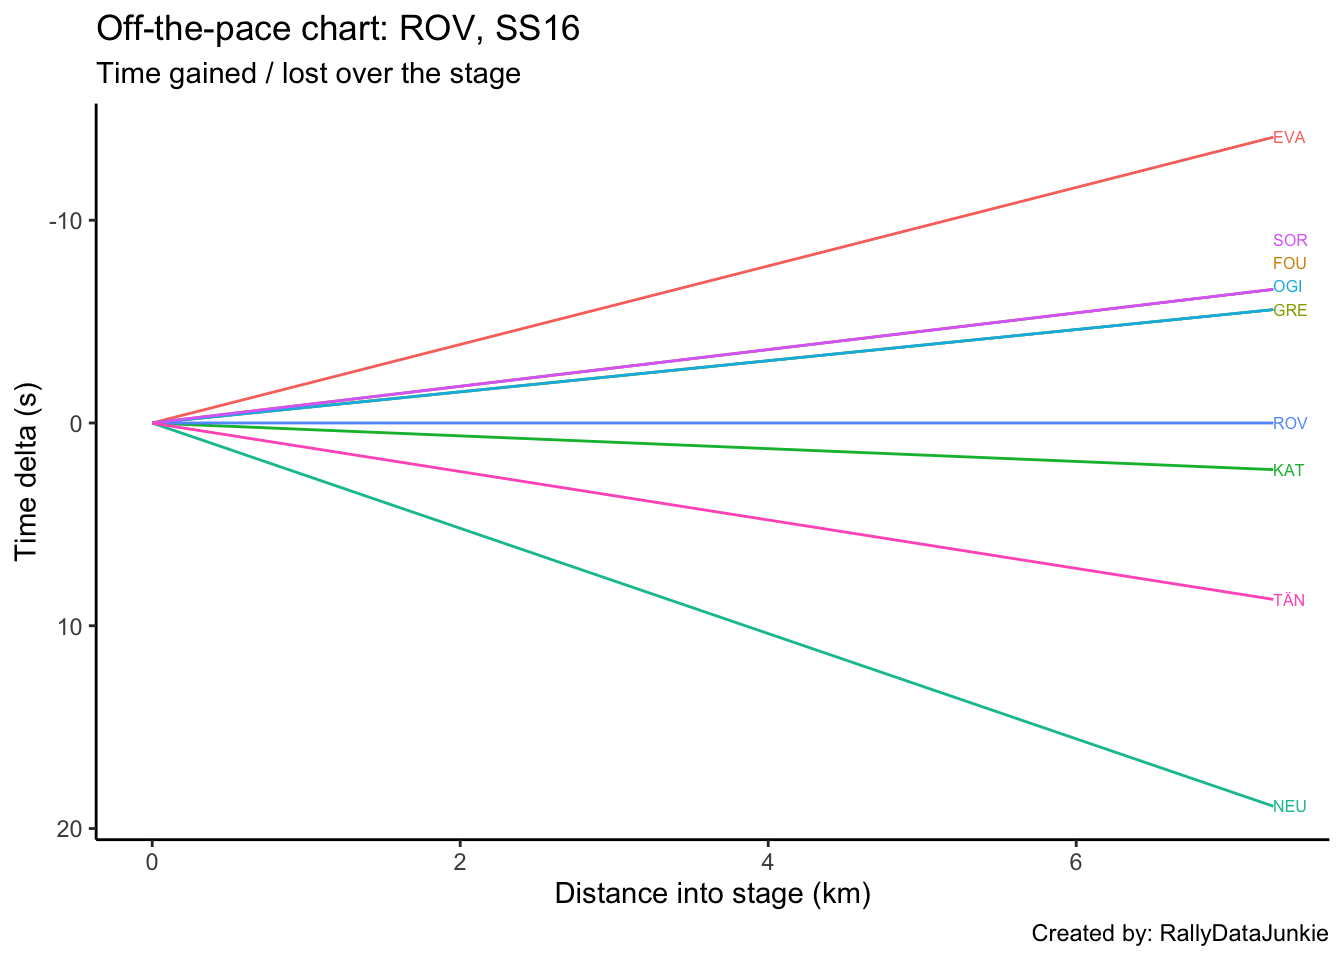 Off-the-pace chart: ROV, SS16
Time gained / lost over the stage
EVA
-10
SOR
FOU
OGI
GRE
0
ROV
KAT
TÄN
10
NEU
20
0 2 4 6
Time delta (s)
Distance into stage (km)
Created by: RallyDataJunkie